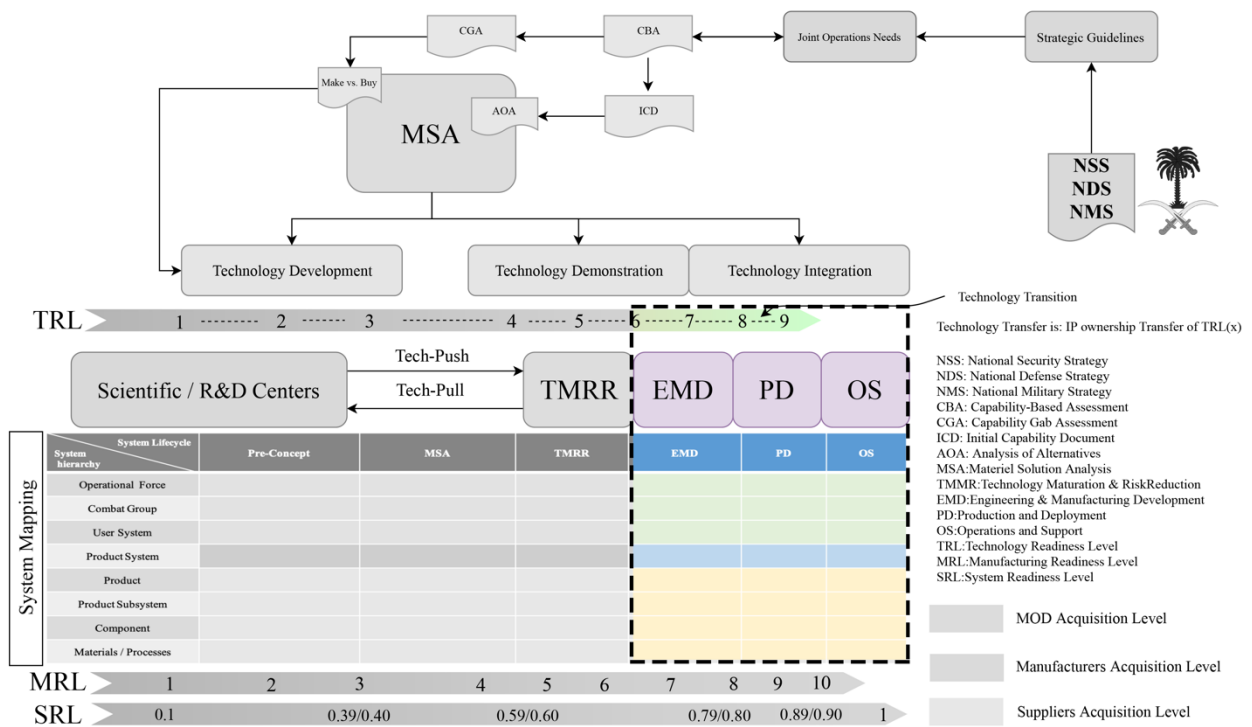 CGA
CBA
Joint Operations Needs
Strategic Guidelines
Make vs. Buy
MSA
AOA
ICD
NSS
NDS
NMS
Technology Development
Technology Demonstration
Technology Integration
Technology Transition
TRL
1 ------- 2 ---- 3 ---------- 4 ---- 5 ---- 6 ---- 7 ---- 8 --- 9
Technology Transfer is: IP ownership Transfer of TRL(x)
Scientific / R&D Centers
Tech-Push
Tech-Pull
TMRR
EMD
PD
OS
NSS: National Security Strategy
NDS: National Defense Strategy
NMS: National Military Strategy
CBA: Capability-Based Assessment
CGA: Capability Gab Assessment
ICD: Initial Capability Document
AOA: Analysis of Alternatives
MSA:Materiel Solution Analysis
TMMR:Technology Maturation & RiskReduction
EMD:Engineering & Manufacturing Development
PD:Production and Deployment
OS:Operations and Support
TRL:Technology Readiness Level
MRL:Manufacturing Readiness Level
SRL:System Readiness Level
System Mapping
System Lifecycle
System
hierarchy
Pre-Concept
MSA
TMRR
EMD
PD
OS
Operational Force
Combat Group
User System
Product System
Product
Product Subsystem
Component
Materials / Processes
MOD Acquisition Level
Manufacturers Acquisition Level
Suppliers Acquisition Level
MRL
1 2 3 4 5 6 7 8 9 10
SRL
0.1 0.39/0.40 0.59/0.60 0.79/0.80 0.89/0.90 1